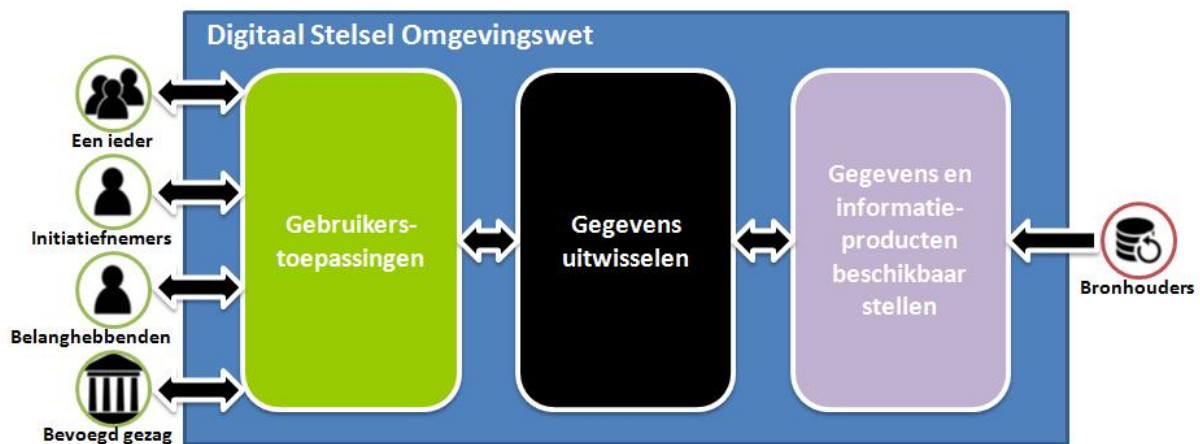 Digitaal Stelsel Omgevingswet
Een ieder
Initiatiefnemers
Belanghebbenden
Bevoegd gezag
Gebruikers-
toepassingen
Gegevens
uitwisselen
Gegevens en
informatie-
producten
beschikbaar
stellen
Bronhouders